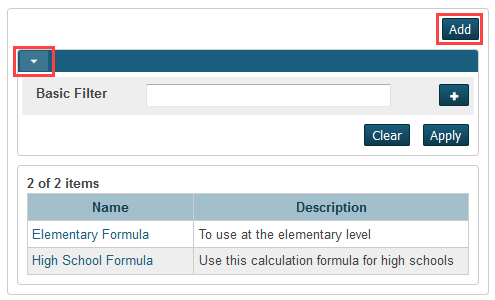 Add
Basic Filter
+
Clear Apply
2 of 2 items
Name Description
Elementary Formula To use at the elementary level
High School Formula Use this calculation formula for high schools